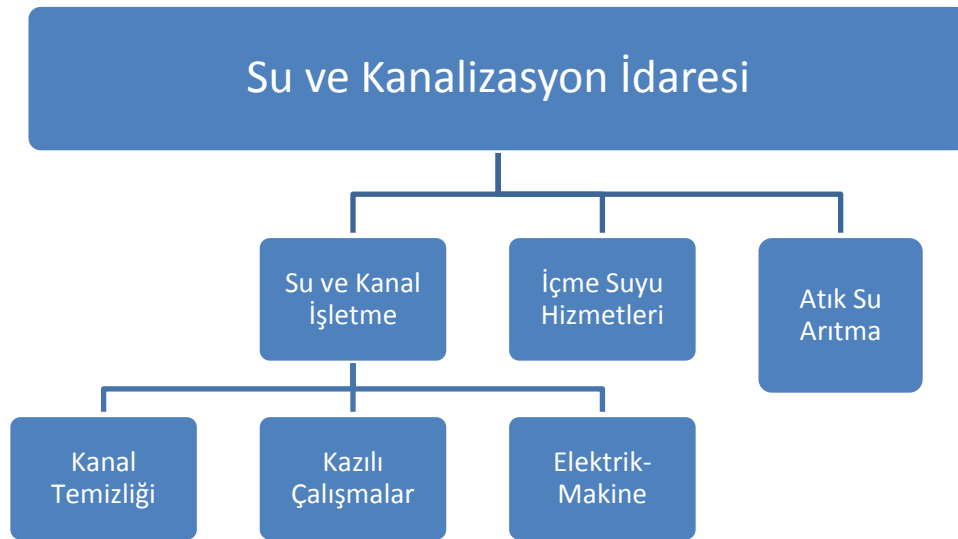 Su ve Kanalizasyon İdaresi
Su ve Kanal
İşletme
İçme Suyu
Hizmetleri
Atık Su
Arıtma
Kanal
Temizliği
Kazılı
Çalışmalar
Elektrik-
Makine